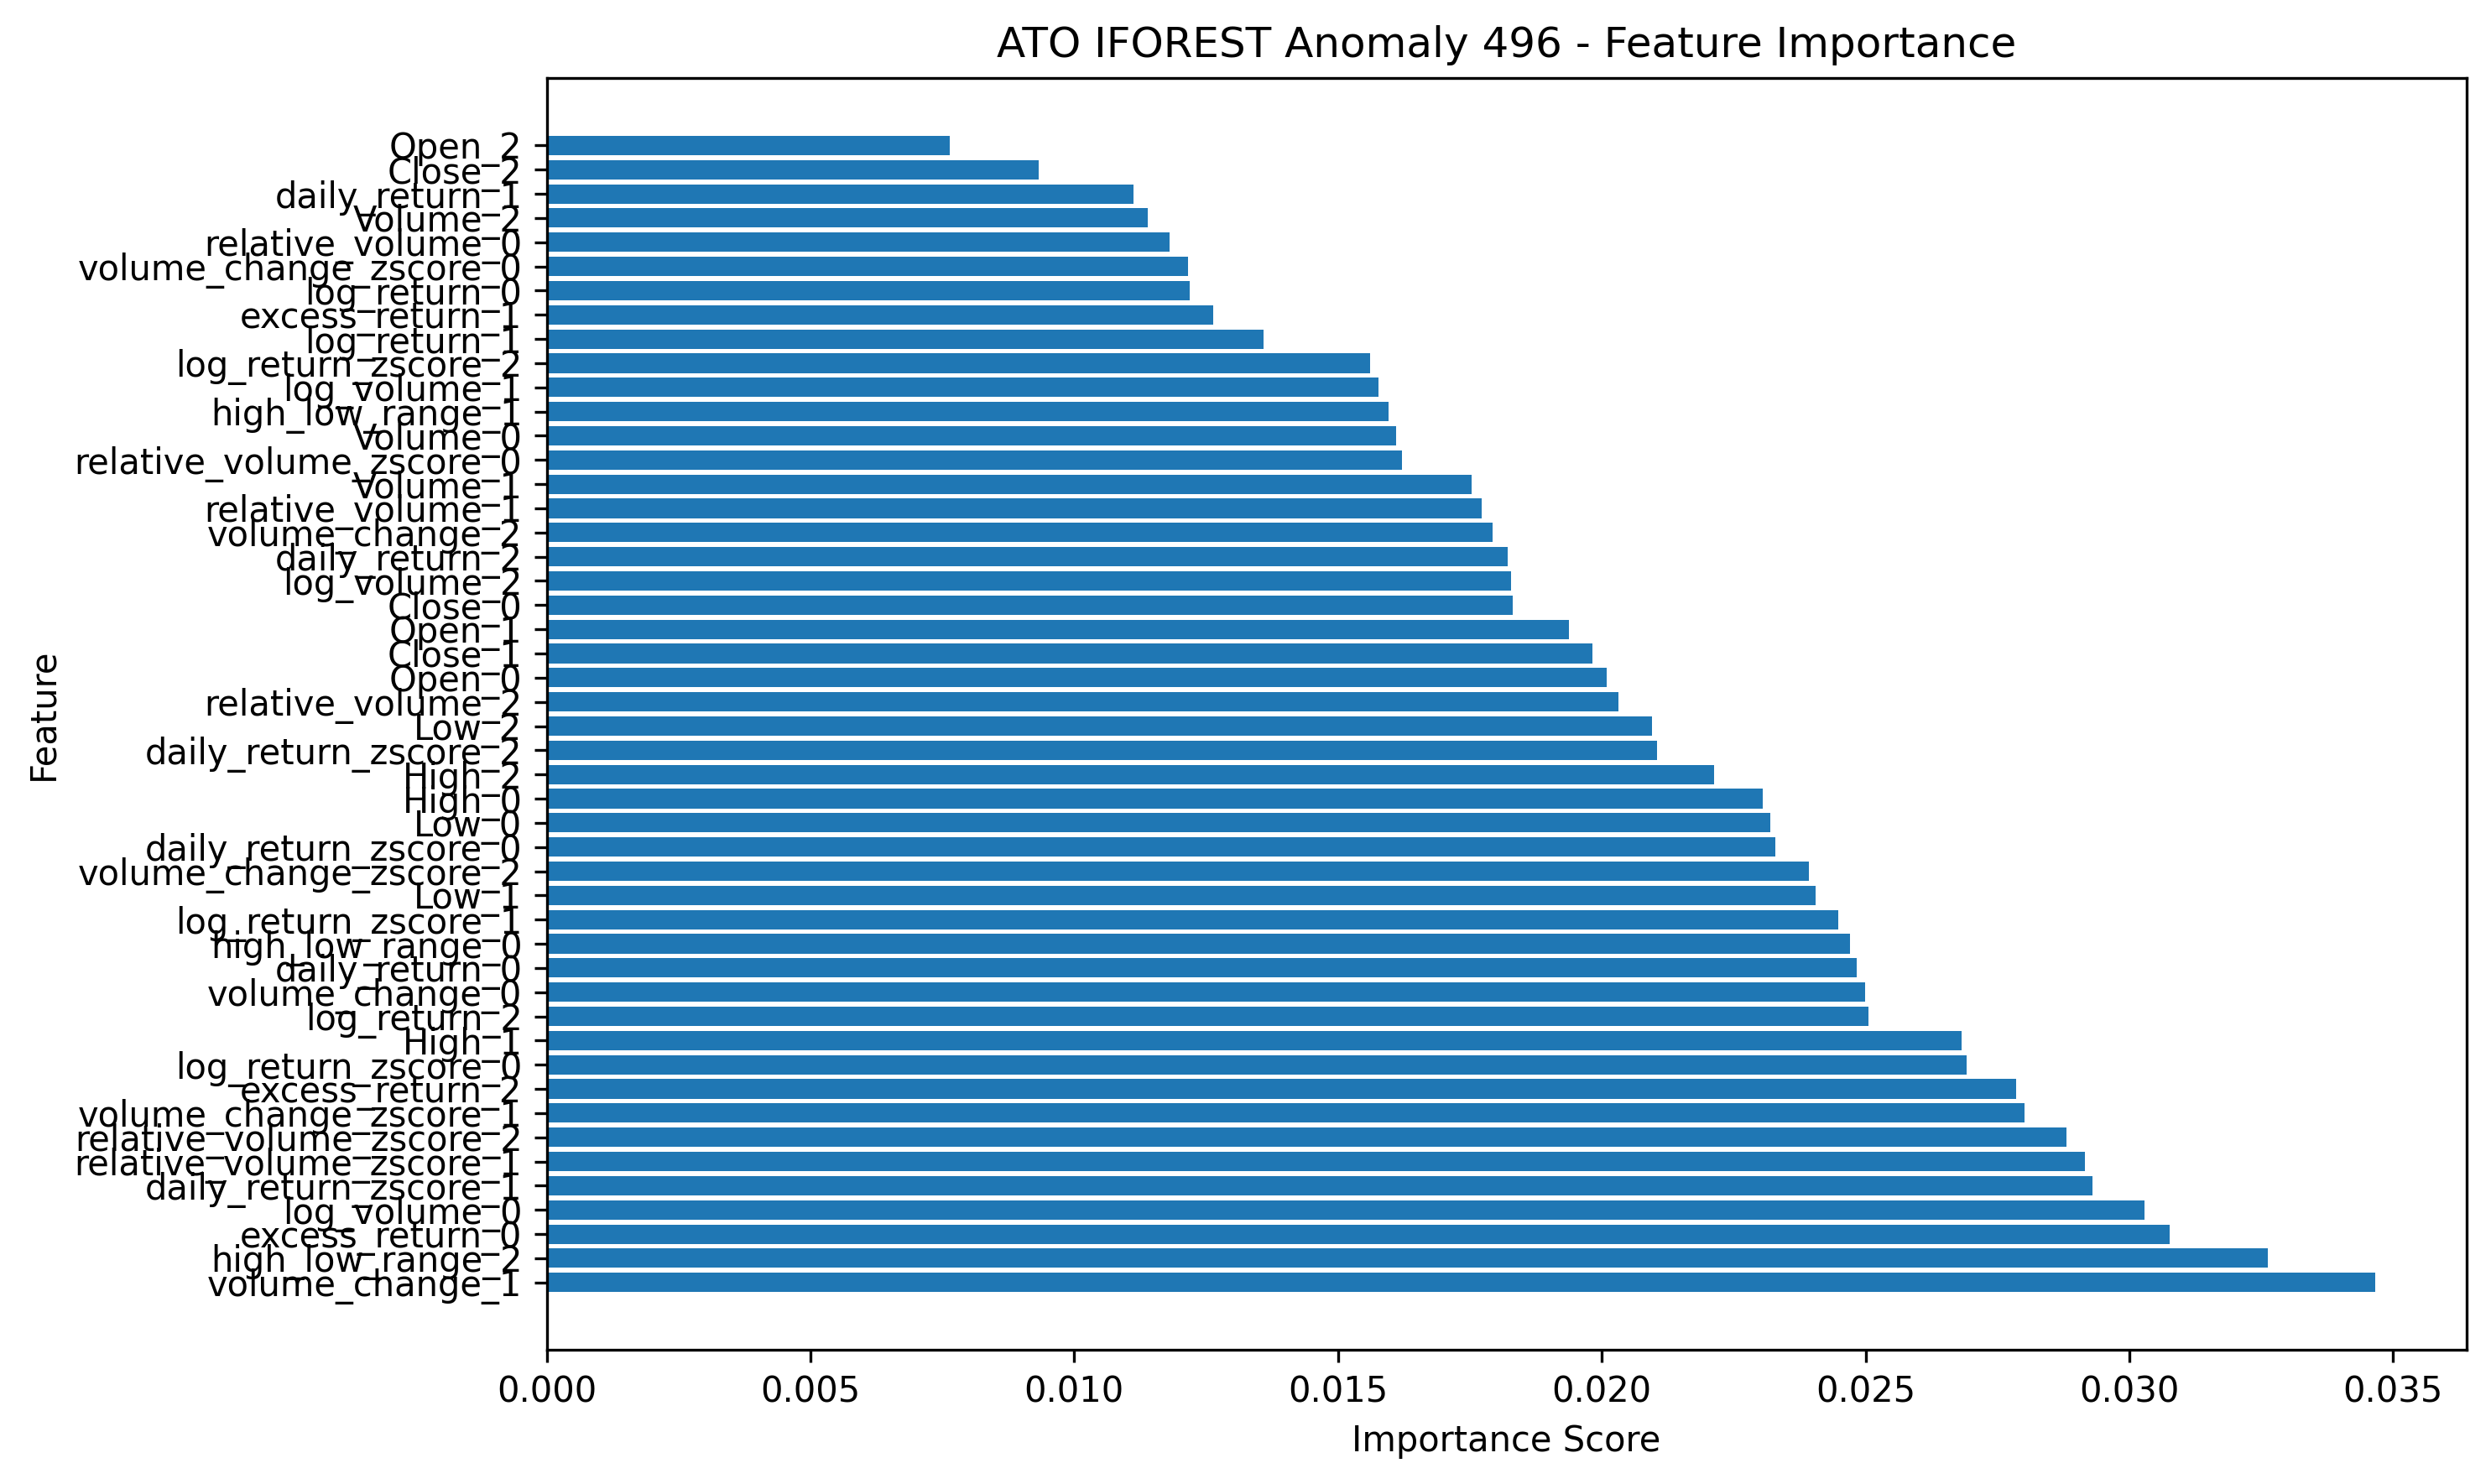 ATO IFOREST Anomaly 496 - Feature Importance
Open_2
Close_2
daily_return_1
Volume_2
relative_volume_0
volume_change_zscore_0
log_return_0
excess_return_1
log_return_1
log_return_zscore_2
log_volume_1
high_low_range_1
Volume_0
relative_volume_zscore_0
Volume_1
relative_volume_1
volume_change_2
daily_return_2
log_volume_2
Close_0
Open_1
Close_1
Open_0
relative_volume_2
Low_2
daily_return_zscore_2
High_2
High_0
Low_0
daily_return_zscore_0
volume_change_zscore_2
Low_1
log_return_zscore_1
high_low_range_0
daily_return_0
volume_change_0
log_return_2
High_1
log_return_zscore_0
excess_return_2
volume_change_zscore_1
relative_volume_zscore_2
relative_volume_zscore_1
daily_return_zscore_1
log_volume_0
excess_return_0
high_low_range_2
volume_change_1
Feature
0.000 0.005 0.010 0.015 0.020 0.025 0.030 0.035
Importance Score